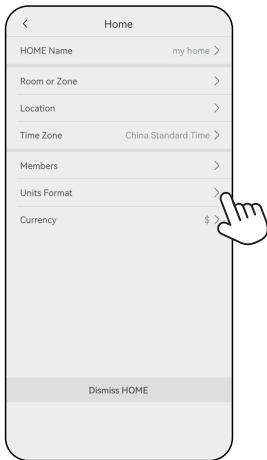 Home
HOME Name my home
Room or Zone
Location
Time Zone China Standard Time
Members
Units Format
Currency $
Dismiss HOME